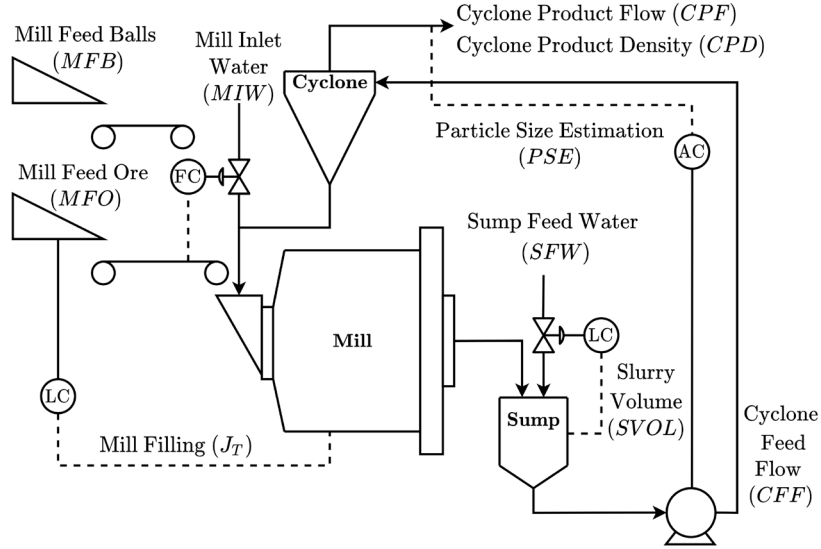 Cyclone Product Flow (CPF)
Cyclone Product Density (CPD)
Mill Feed Balls
(MFB)
Mill Inlet
Water
(MIW)
Cyclone
Particle Size Estimation
(PSE)
AC
Mill Feed Ore
(MFO)
FC
Sump Feed Water
(SFW)
Mill
LC
Slurry
Volume
(SVOL)
LC
Sump
Mill Filling (J_T)
Cyclone
Feed
Flow
(CFF)